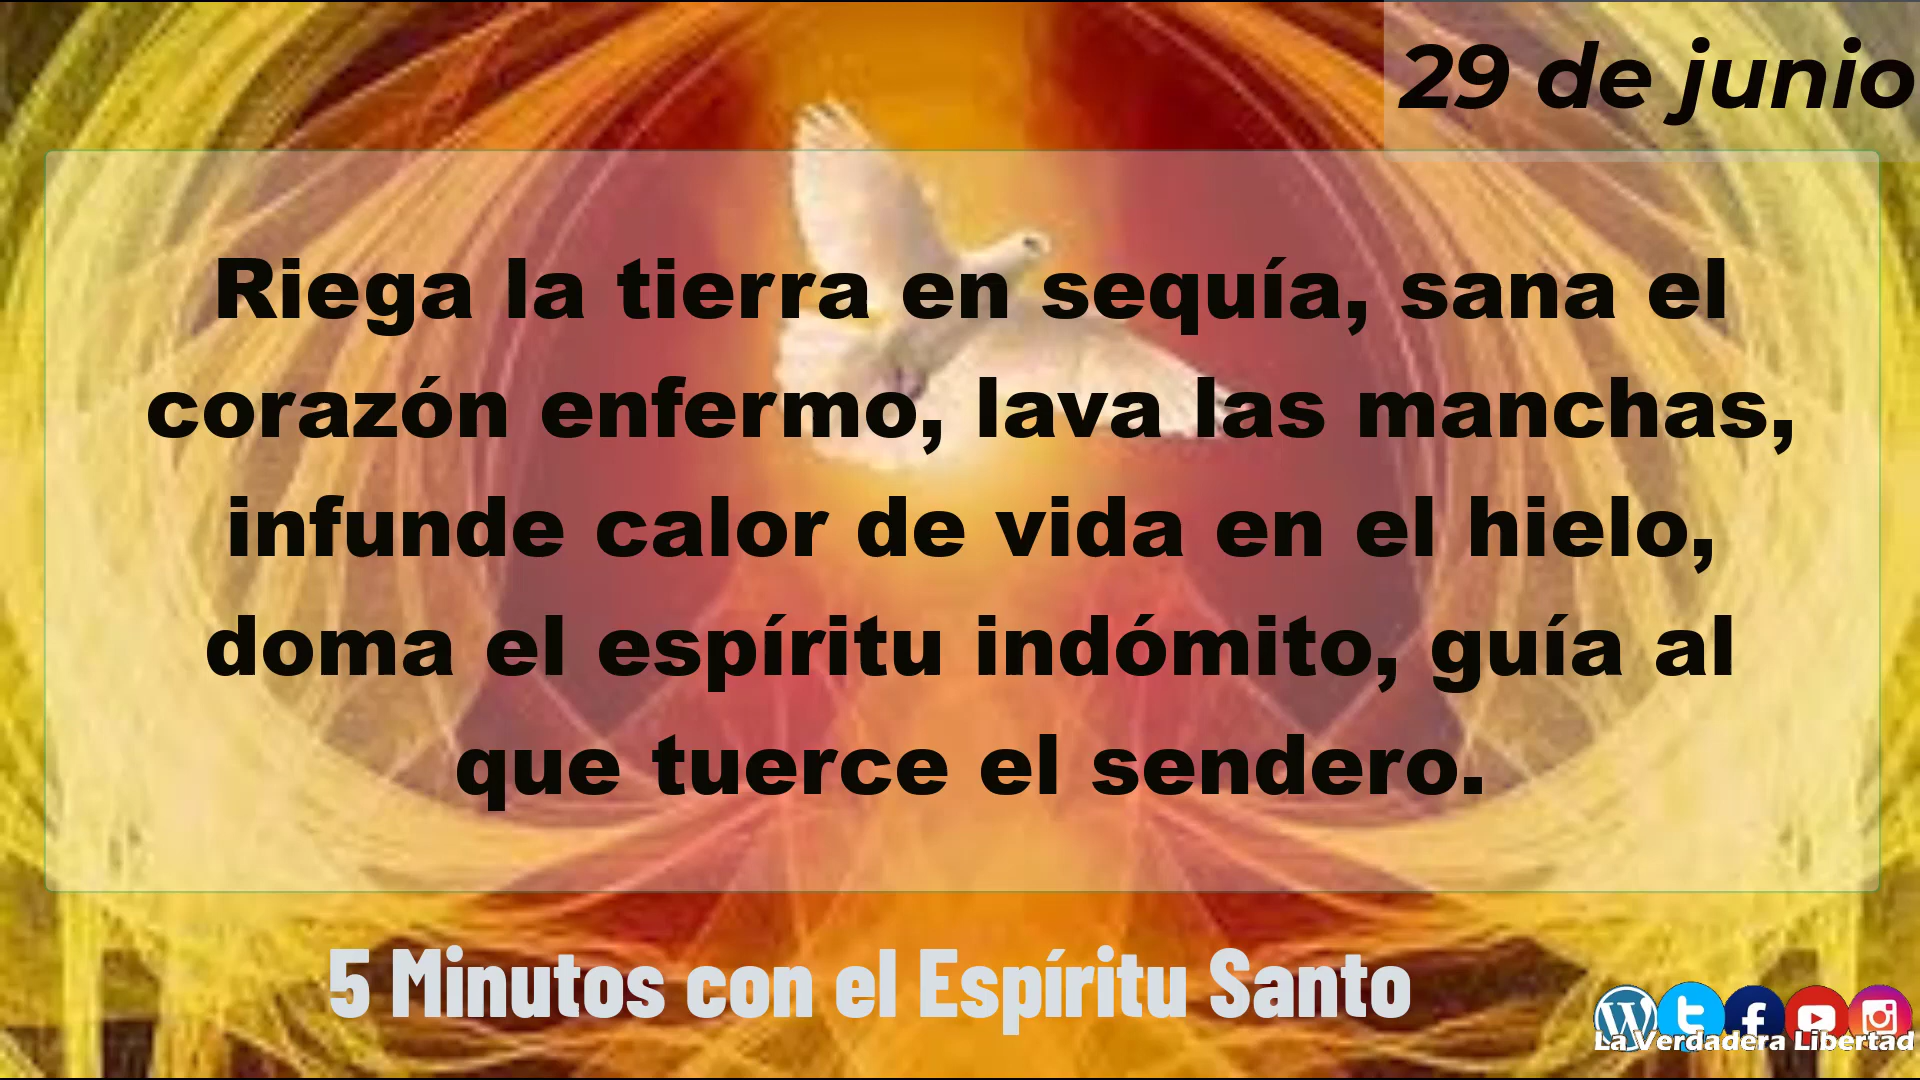 29 de junio
Riega la tierra en sequía, sana el
corazón enfermo, lava las manchas,
infunde calor de vida en el hielo,
doma el espíritu indómito, guía al
que tuerce el sendero.
5 Minutos con el Espíritu Santo
La Verdadera Libertad